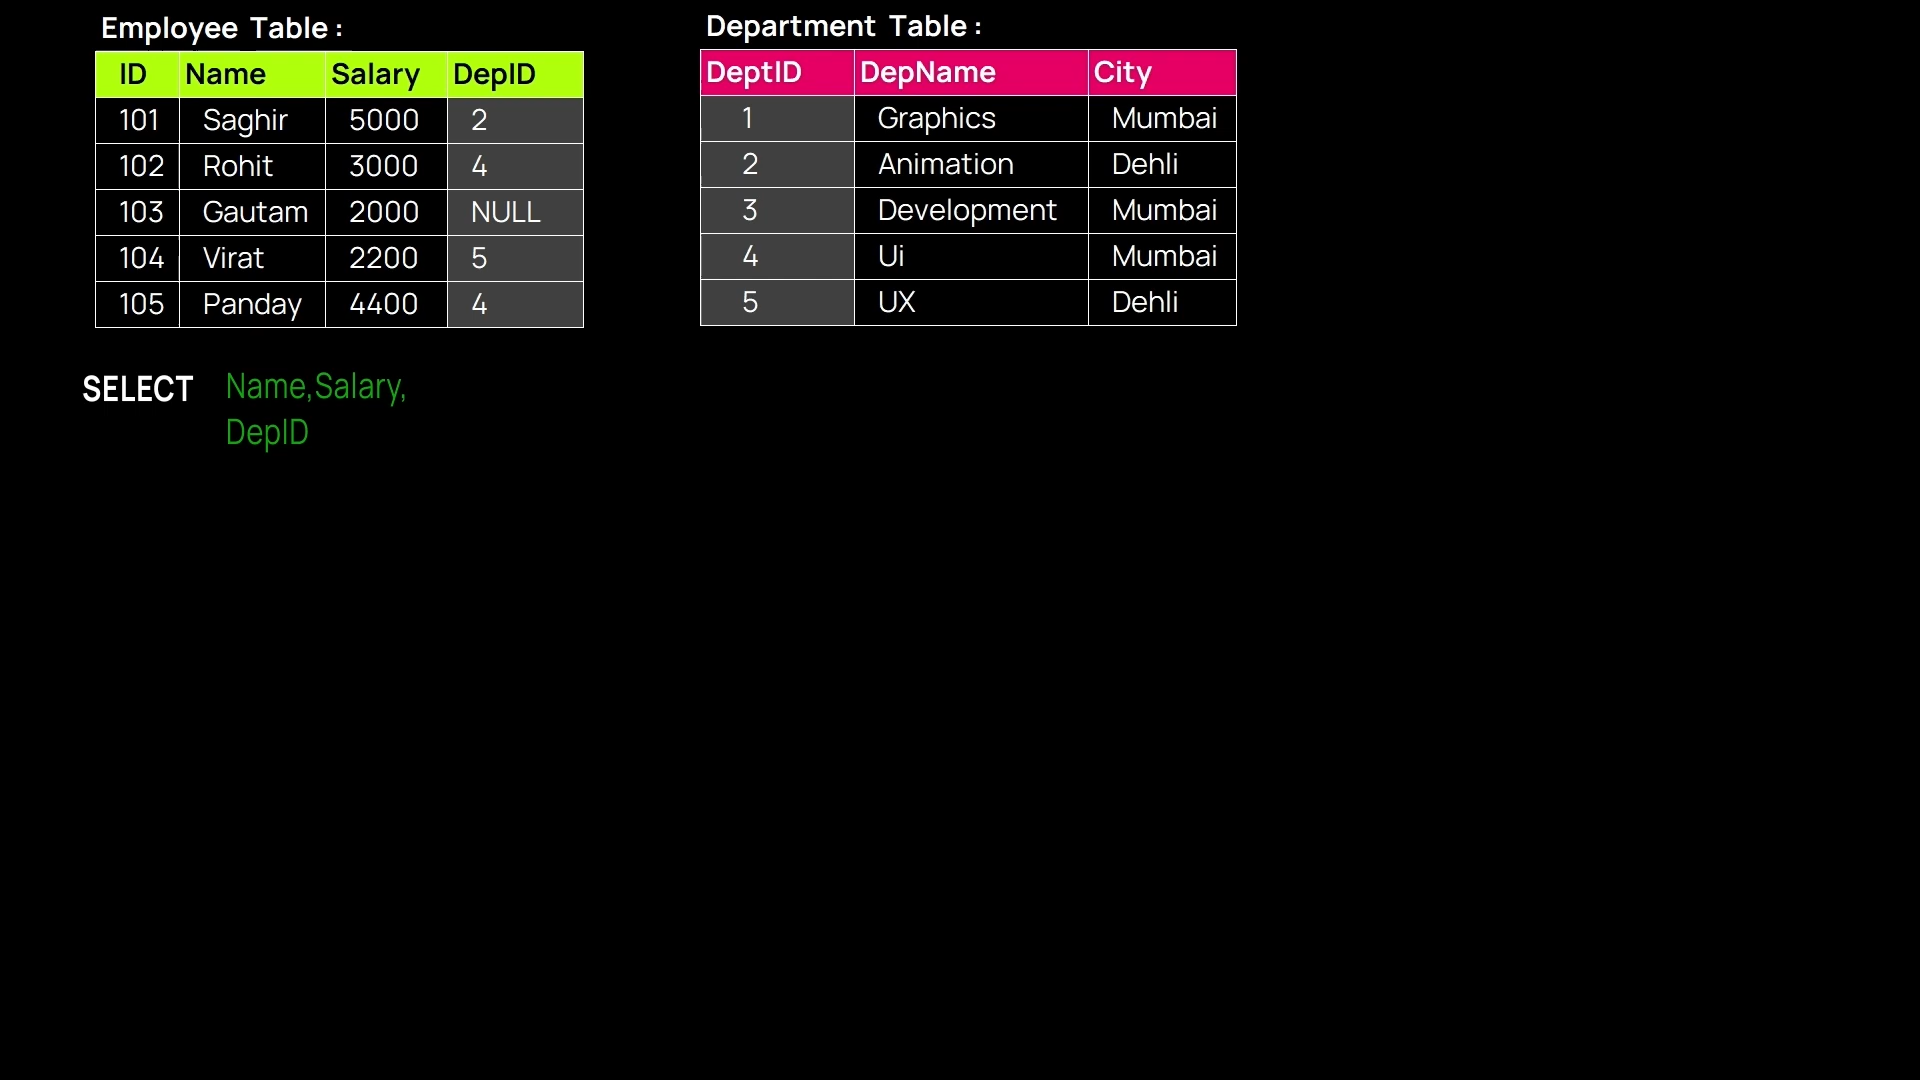 Employee Table :
ID Name Salary DepID
101 Saghir 5000 2
102 Rohit 3000 4
103 Gautam 2000 NULL
104 Virat 2200 5
105 Panday 4400 4
Department Table :
DeptID DepName City
1 Graphics Mumbai
2 Animation Dehli
3 Development Mumbai
4 Ui Mumbai
5 UX Dehli
SELECT Name,Salary,
DepID